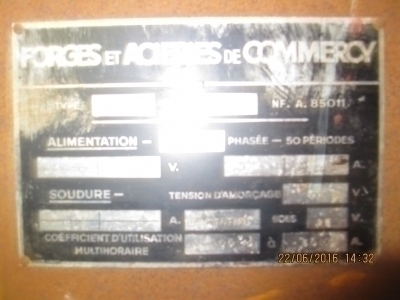 FORGES ET ACIERIES DE COMMERCY
TYPE NF. A. 85011
ALIMENTATION – PHASÉE – 50 PÉRIODES
V. A.
SOUDURE – TENSION D'AMORÇAGE V.
A. SOUS V.
COEFFICIENT D'UTILISATION à
MULTIHORAIRE
22/06/2016 14:32